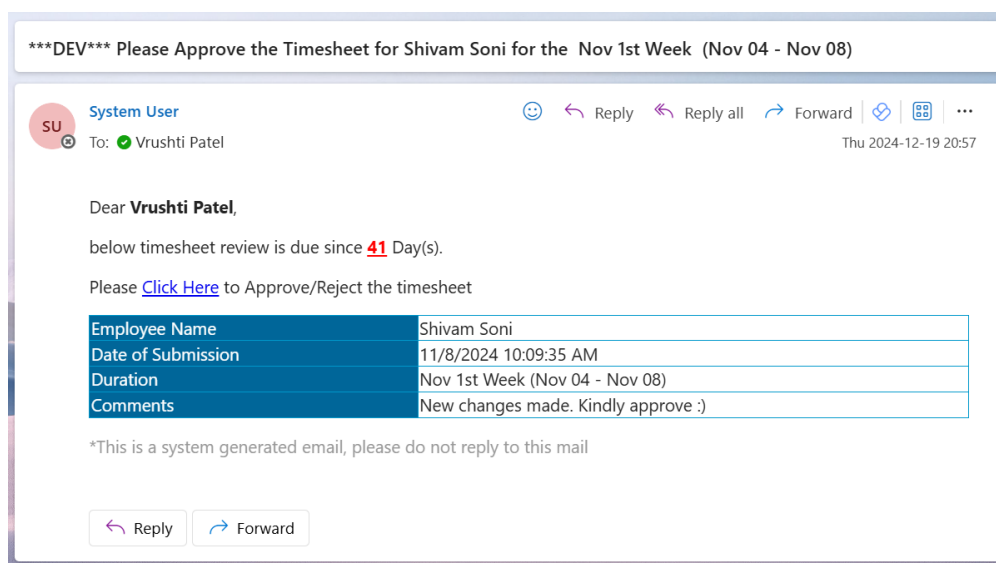 ***DEV*** Please Approve the Timesheet for Shivam Soni for the  Nov 1st Week  (Nov 04 - Nov 08)
SU
System User
Reply
Reply all
Forward
To: Vrushti Patel
Thu 2024-12-19 20:57
Dear Vrushti Patel,
below timesheet review is due since 41 Day(s).
Please Click Here to Approve/Reject the timesheet
Employee Name Shivam Soni
Date of Submission 11/8/2024 10:09:35 AM
Duration Nov 1st Week (Nov 04 - Nov 08)
Comments New changes made. Kindly approve :)
*This is a system generated email, please do not reply to this mail
Reply
Forward